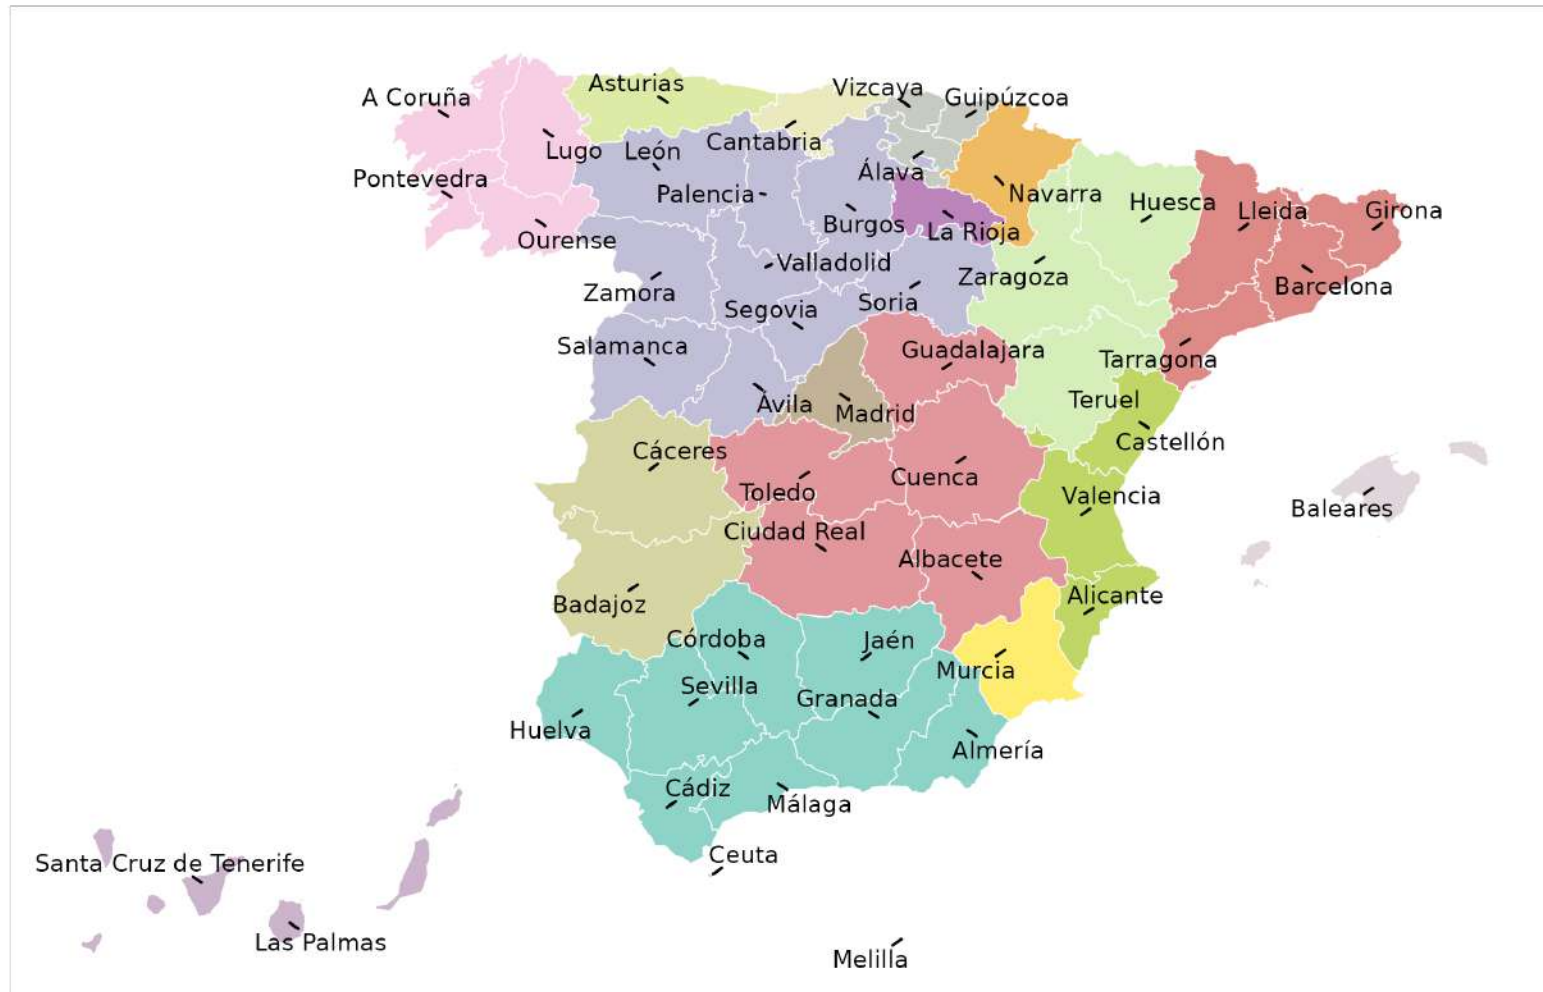 Asturias
Vizcaya
Guipúzcoa
A Coruña
Cantabria
Lugo
León
Álava
Pontevedra
Palencia
Navarra
Huesca
Lleida
Girona
Burgos
La Rioja
Ourense
Valladolid
Zaragoza
Barcelona
Zamora
Segovia
Soria
Salamanca
Guadalajara
Tarragona
Ávila
Madrid
Teruel
Castellón
Cáceres
Cuenca
Toledo
Valencia
Baleares
Ciudad Real
Albacete
Badajoz
Alicante
Córdoba
Jaén
Murcia
Sevilla
Granada
Huelva
Almería
Cádiz
Málaga
Ceuta
Santa Cruz de Tenerife
Las Palmas
Melilla